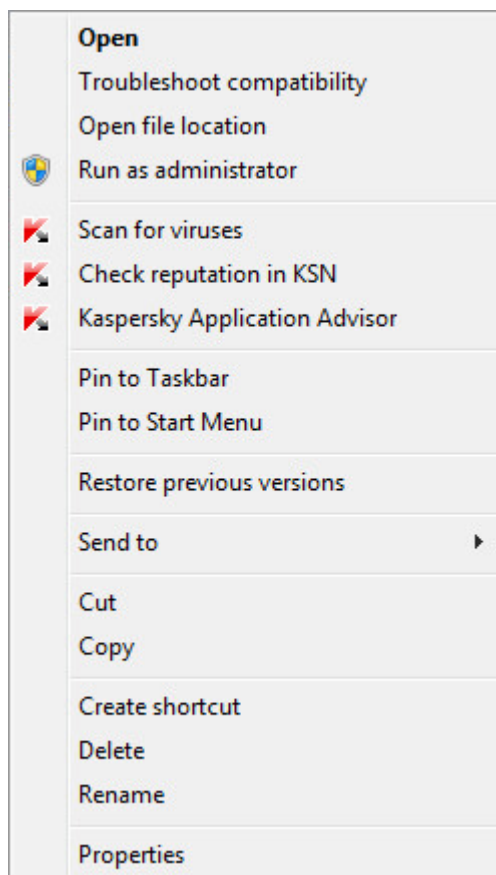 Open
Troubleshoot compatibility
Open file location
Run as administrator
Scan for viruses
Check reputation in KSN
Kaspersky Application Advisor
Pin to Taskbar
Pin to Start Menu
Restore previous versions
Send to
Cut
Copy
Create shortcut
Delete
Rename
Properties